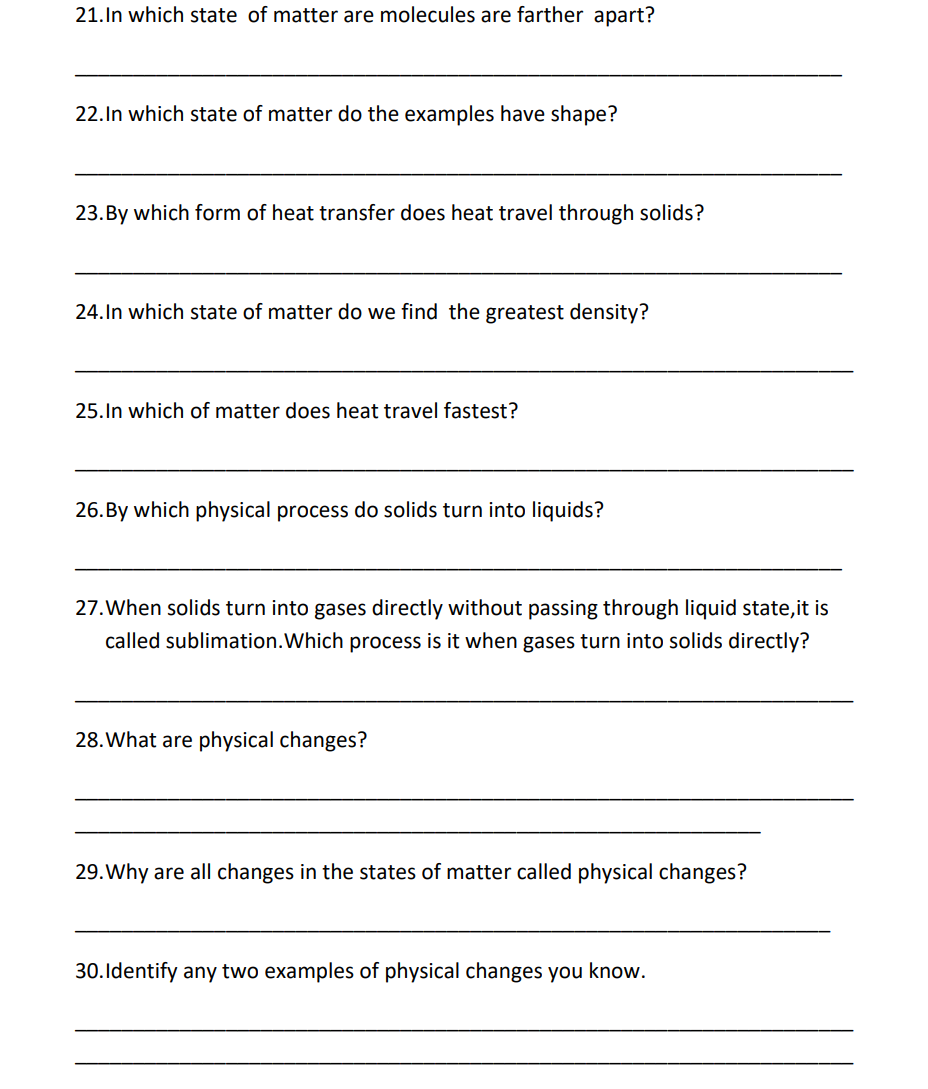 21.In which state  of matter are molecules are farther  apart?
22.In which state of matter do the examples have shape?
23.By which form of heat transfer does heat travel through solids?
24.In which state of matter do we find  the greatest density?
25.In which of matter does heat travel fastest?
26.By which physical process do solids turn into liquids?
27.When solids turn into gases directly without passing through liquid state,it is
called sublimation.Which process is it when gases turn into solids directly?
28.What are physical changes?
29.Why are all changes in the states of matter called physical changes?
30.Identify any two examples of physical changes you know.